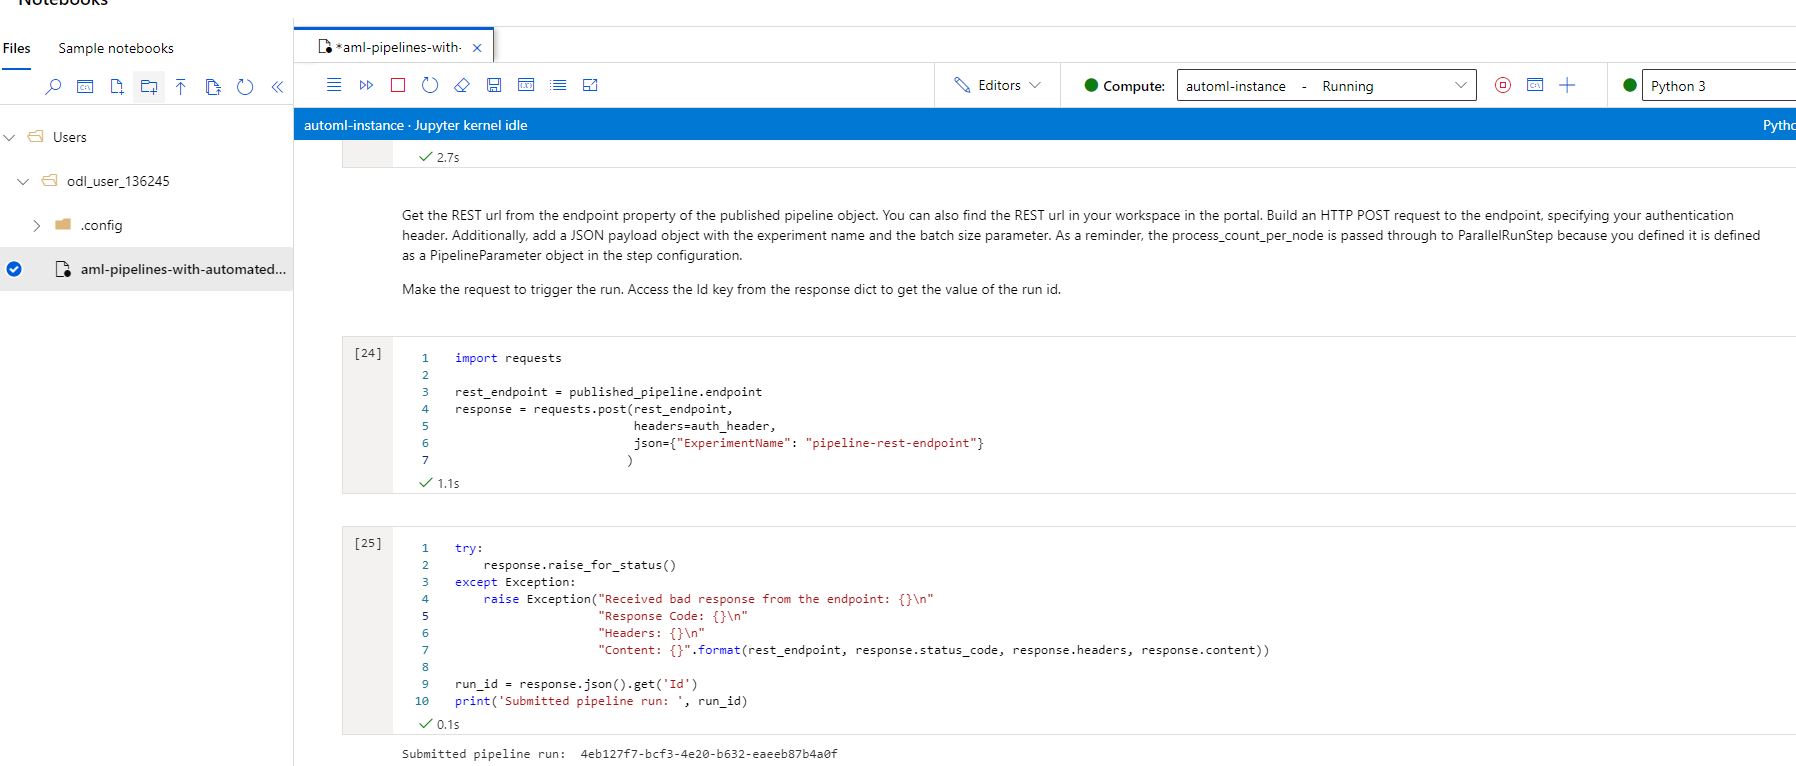 Notebooks
Files
Sample notebooks
*aml-pipelines-with-
Editors
Compute:
automl-instance - Running
Python 3
automl-instance · Jupyter kernel idle
Pytho
Users
odl_user_136245
.config
aml-pipelines-with-automated...
2.7s
Get the REST url from the endpoint property of the published pipeline object. You can also find the REST url in your workspace in the portal. Build an HTTP POST request to the endpoint, specifying your authentication
header. Additionally, add a JSON payload object with the experiment name and the batch size parameter. As a reminder, the process_count_per_node is passed through to ParallelRunStep because you defined it is defined
as a PipelineParameter object in the step configuration.
Make the request to trigger the run. Access the Id key from the response dict to get the value of the run id.
[24]
1 import requests
2
3 rest_endpoint = published_pipeline.endpoint
4 response = requests.post(rest_endpoint,
5 headers=auth_header,
6 json={"ExperimentName": "pipeline-rest-endpoint"}
7 )
1.1s
[25]
1 try:
2 response.raise_for_status()
3 except Exception:
4 raise Exception("Received bad response from the endpoint: {}\n"
5 "Response Code: {}\n"
6 "Headers: {}\n"
7 "Content: {}".format(rest_endpoint, response.status_code, response.headers, response.content))
8
9 run_id = response.json().get('Id')
10 print('Submitted pipeline run: ', run_id)
0.1s
Submitted pipeline run:  4eb127f7-bcf3-4e20-b632-eaeeb87b4a0f